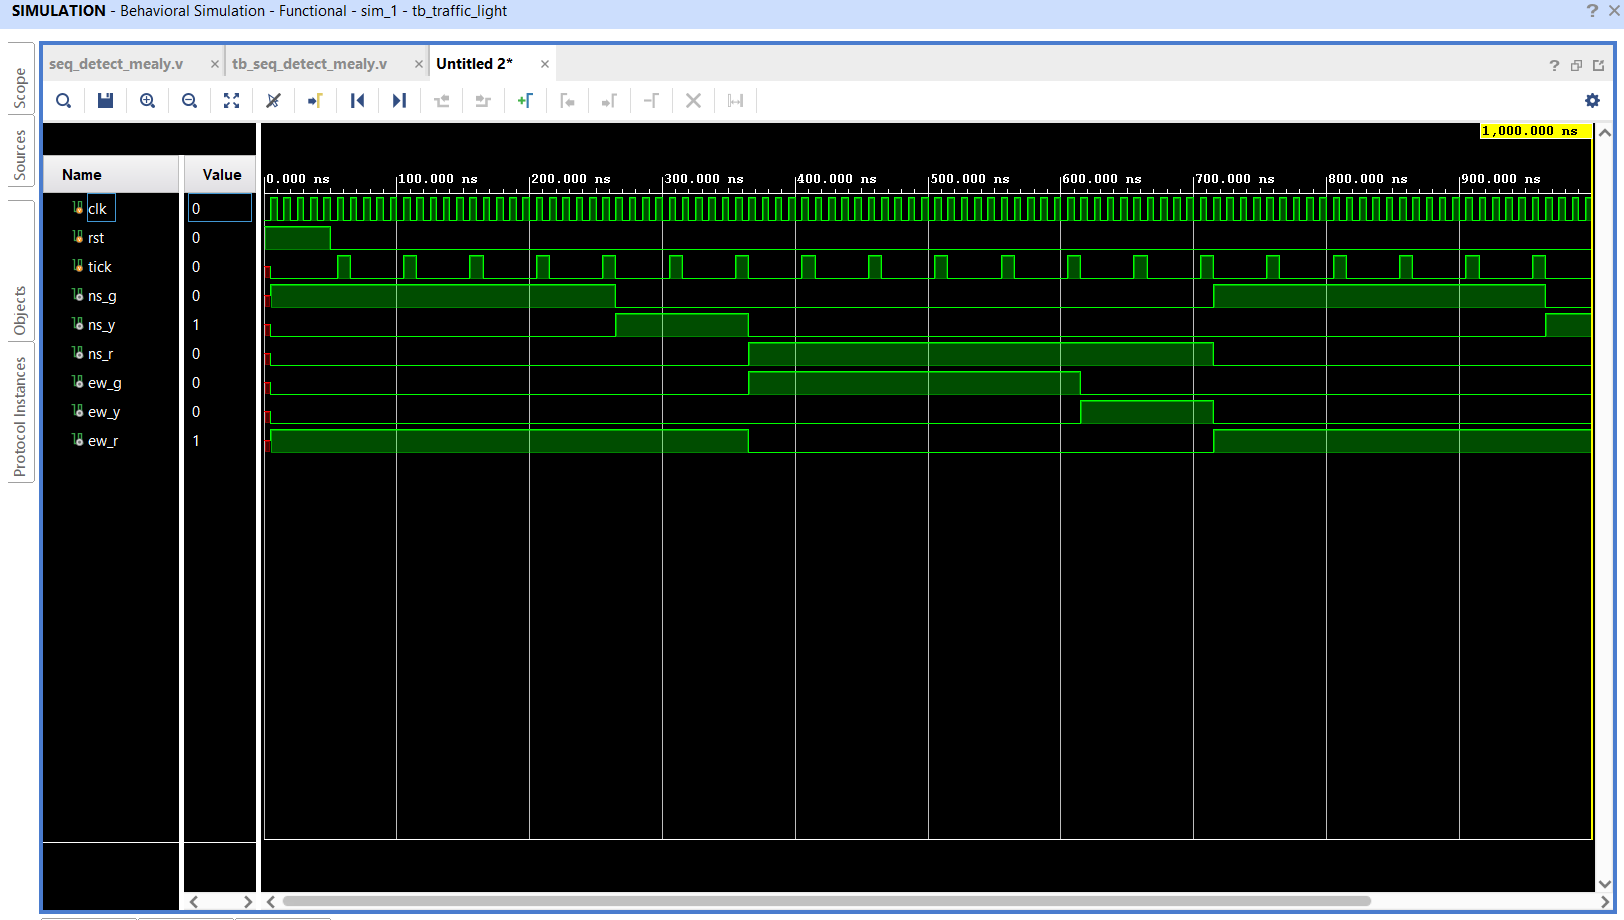 SIMULATION - Behavioral Simulation - Functional - sim_1 - tb_traffic_light
Scope
Sources
Objects
Protocol Instances
seq_detect_mealy.v
tb_seq_detect_mealy.v
Untitled 2*
1,000.000 ns
Name Value
0.000 ns 100.000 ns 200.000 ns 300.000 ns 400.000 ns 500.000 ns 600.000 ns 700.000 ns 800.000 ns 900.000 ns
clk 0
rst 0
tick 0
ns_g 0
ns_y 1
ns_r 0
ew_g 0
ew_y 0
ew_r 1